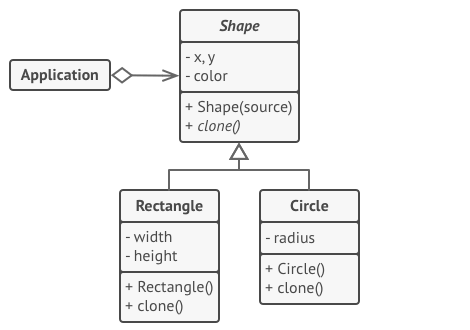 Shape
- x, y
- color
+ Shape(source)
+ clone()
Application
Rectangle
- width
- height
+ Rectangle()
+ clone()
Circle
- radius
+ Circle()
+ clone()